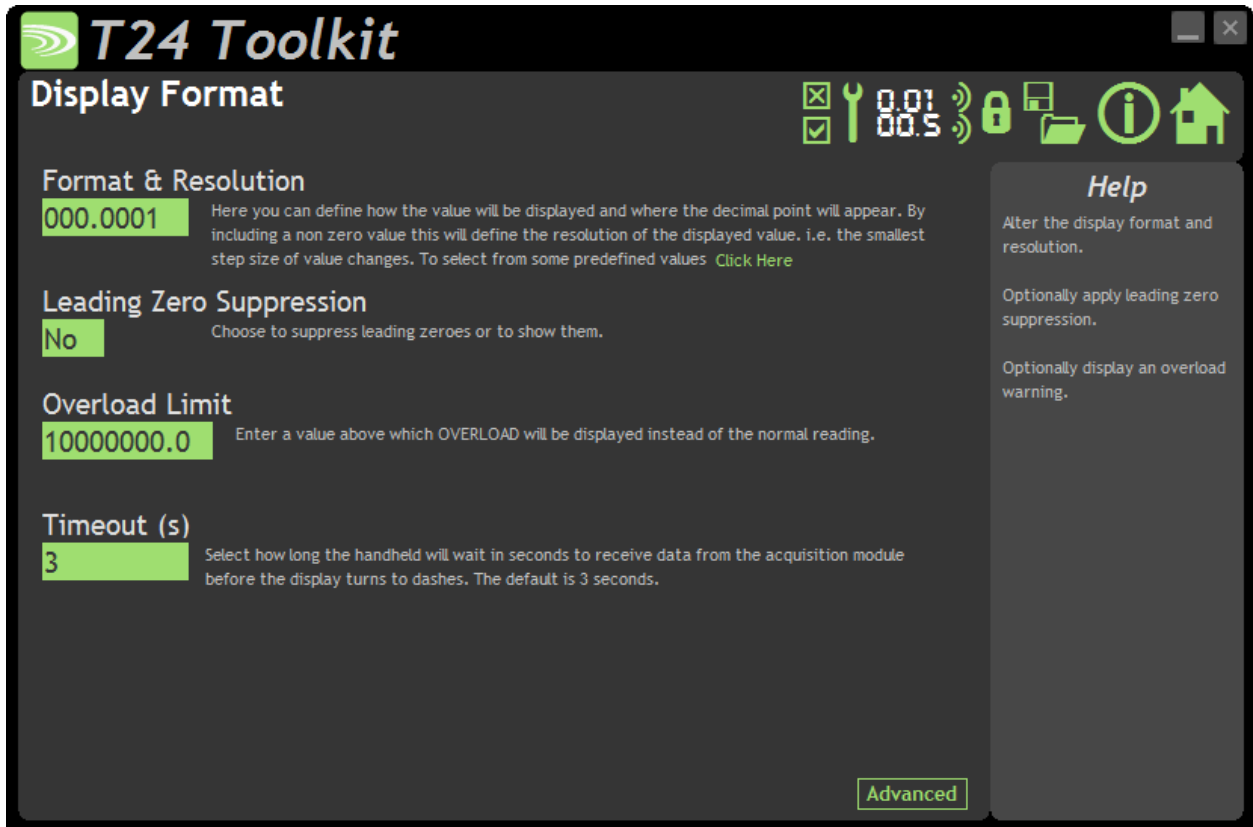 T24 Toolkit
Display Format
0.01
00.5
Format & Resolution
000.0001
Here you can define how the value will be displayed and where the decimal point will appear. By
including a non zero value this will define the resolution of the displayed value. i.e. the smallest
step size of value changes. To select from some predefined values Click Here
Leading Zero Suppression
No
Choose to suppress leading zeroes or to show them.
Overload Limit
10000000.0
Enter a value above which OVERLOAD will be displayed instead of the normal reading.
Timeout (s)
3
Select how long the handheld will wait in seconds to receive data from the acquisition module
before the display turns to dashes. The default is 3 seconds.
Advanced
Help
Alter the display format and
resolution.
Optionally apply leading zero
suppression.
Optionally display an overload
warning.